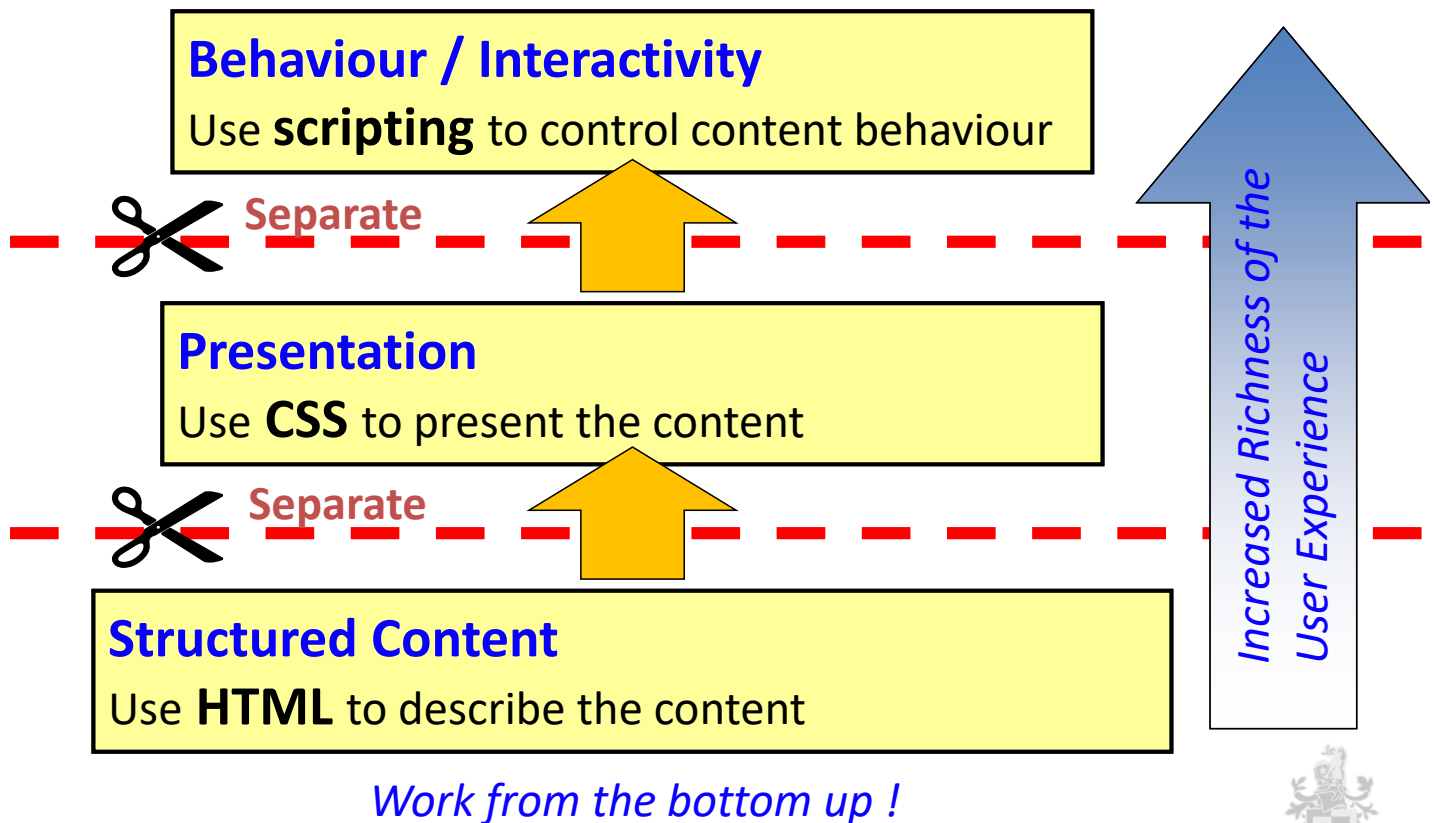 Behaviour / Interactivity
Use scripting to control content behaviour
Separate
Presentation
Use CSS to present the content
Separate
Structured Content
Use HTML to describe the content
Work from the bottom up !
Increased Richness of the
User Experience